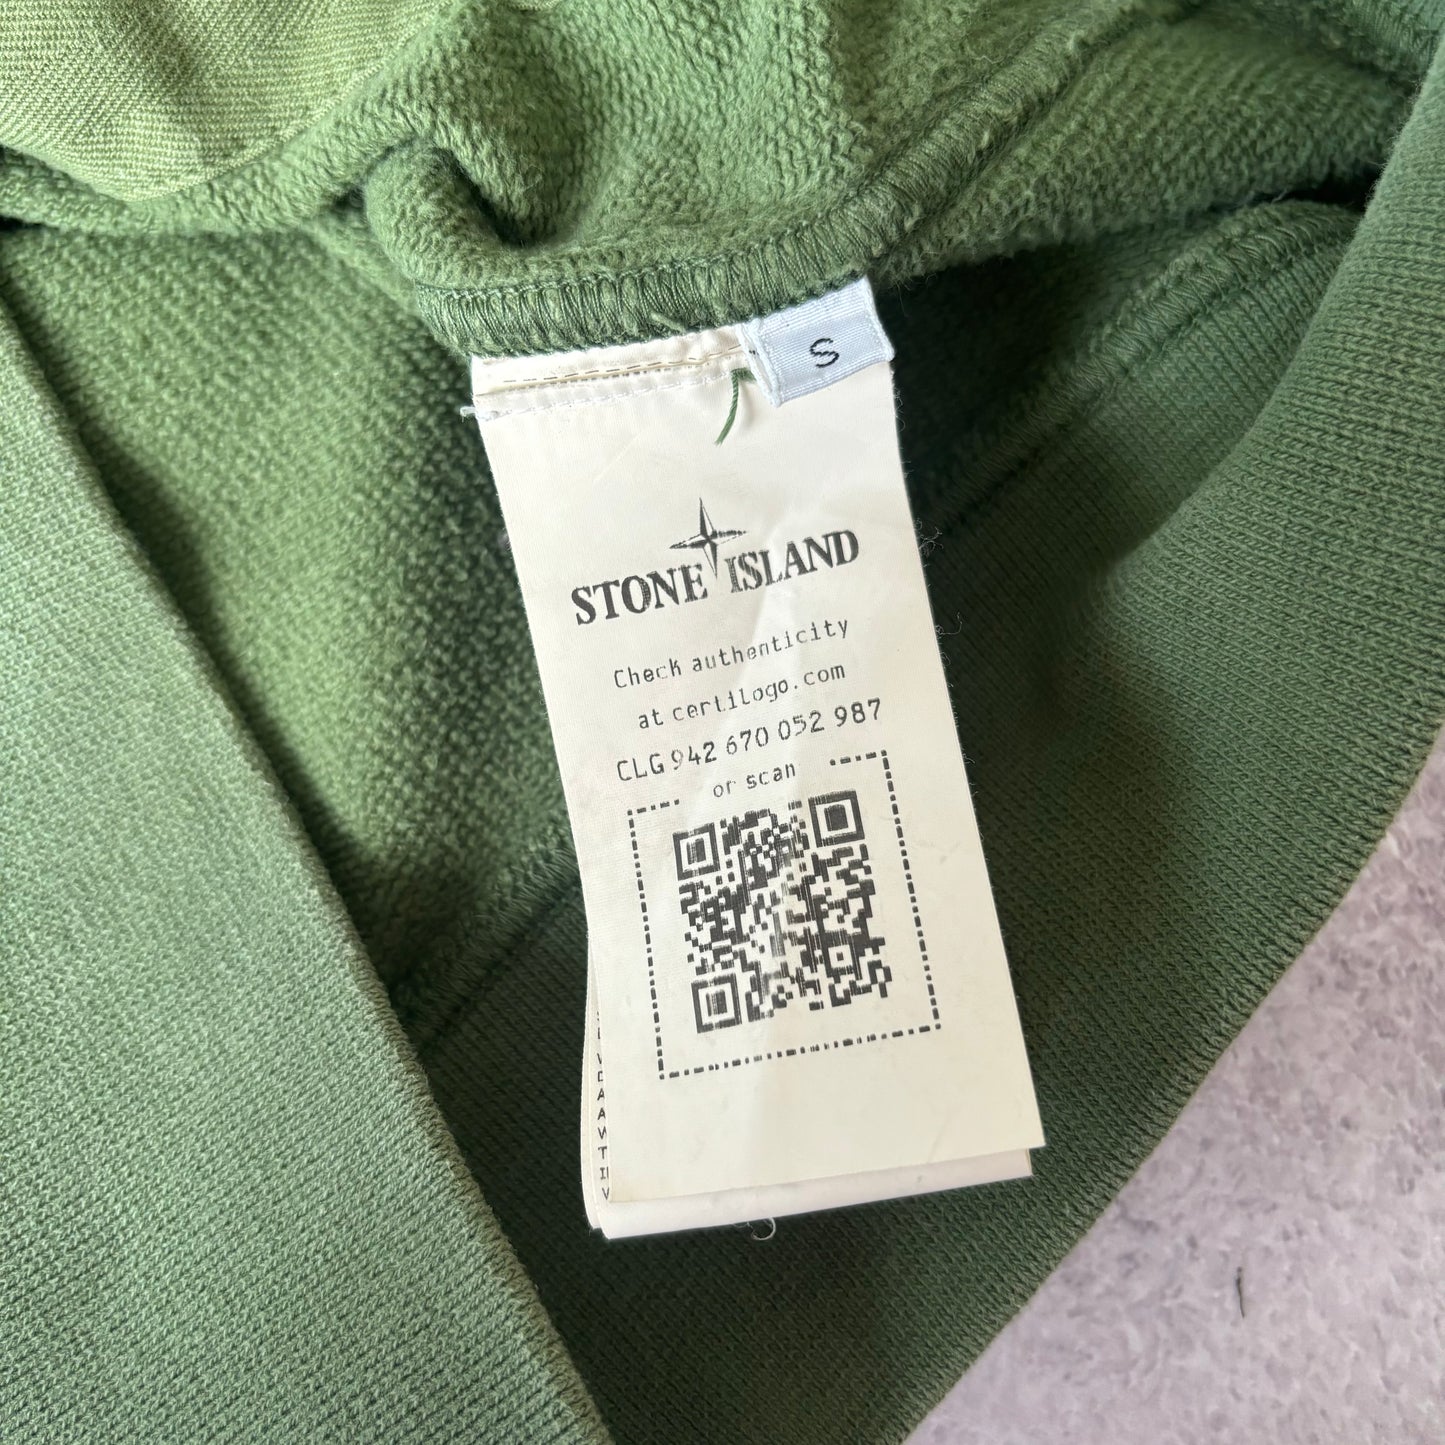 S
STONE ISLAND
Check authenticity
at certilogo.com
CLG 942 670 052 987
or scan